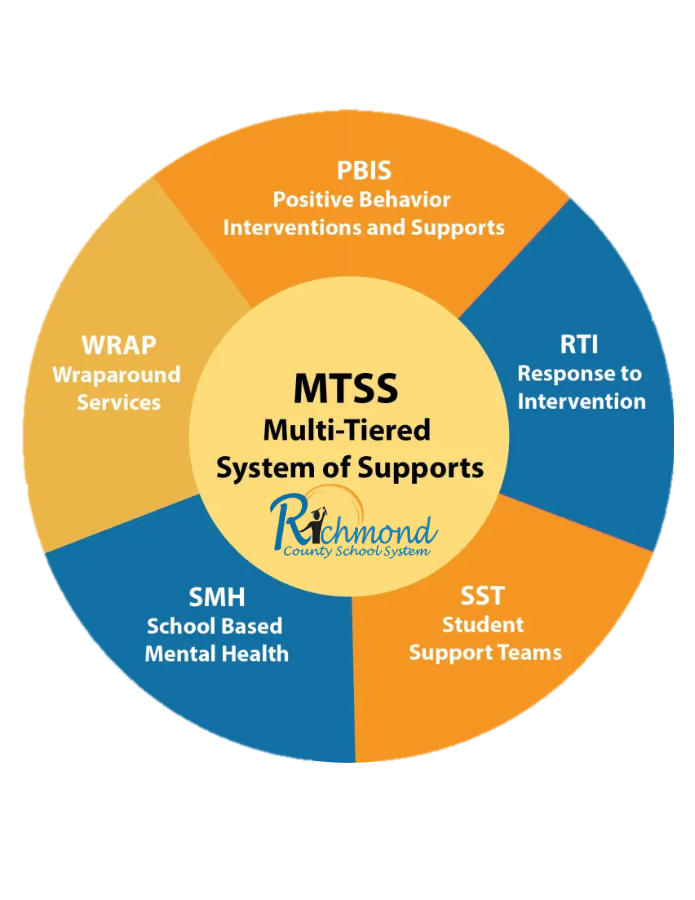 PBIS
Positive Behavior
Interventions and Supports
WRAP
Wraparound
Services
RTI
Response to
Intervention
MTSS
Multi-Tiered
System of Supports
Richmond
County School System
SMH
School Based
Mental Health
SST
Student
Support Teams